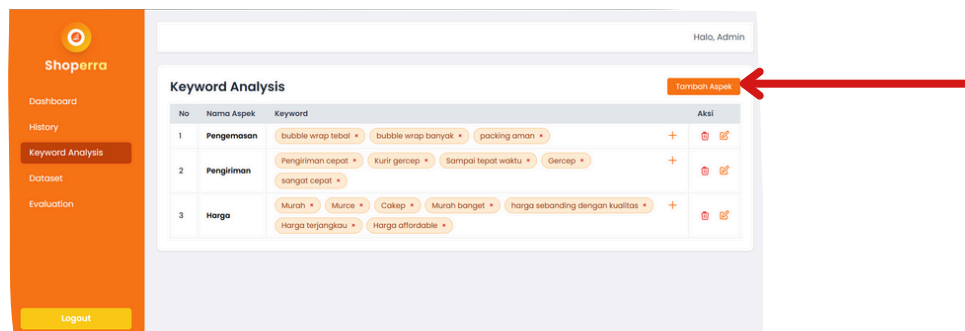 Shoperra
Dashboard
History
Keyword Analysis
Dataset
Evaluation
Logout
Halo, Admin
Keyword Analysis
Tambah Aspek
No Nama Aspek Keyword Aksi
1 Pengemasan bubble wrap tebal × bubble wrap banyak × packing aman × +
2 Pengiriman Pengiriman cepat × Kurir gercep × Sampai tepat waktu × Gercep × +
sangat cepat ×
3 Harga Murah × Murce × Cakep × Murah banget × harga sebanding dengan kualitas × +
Harga terjangkau × Harga affordable ×